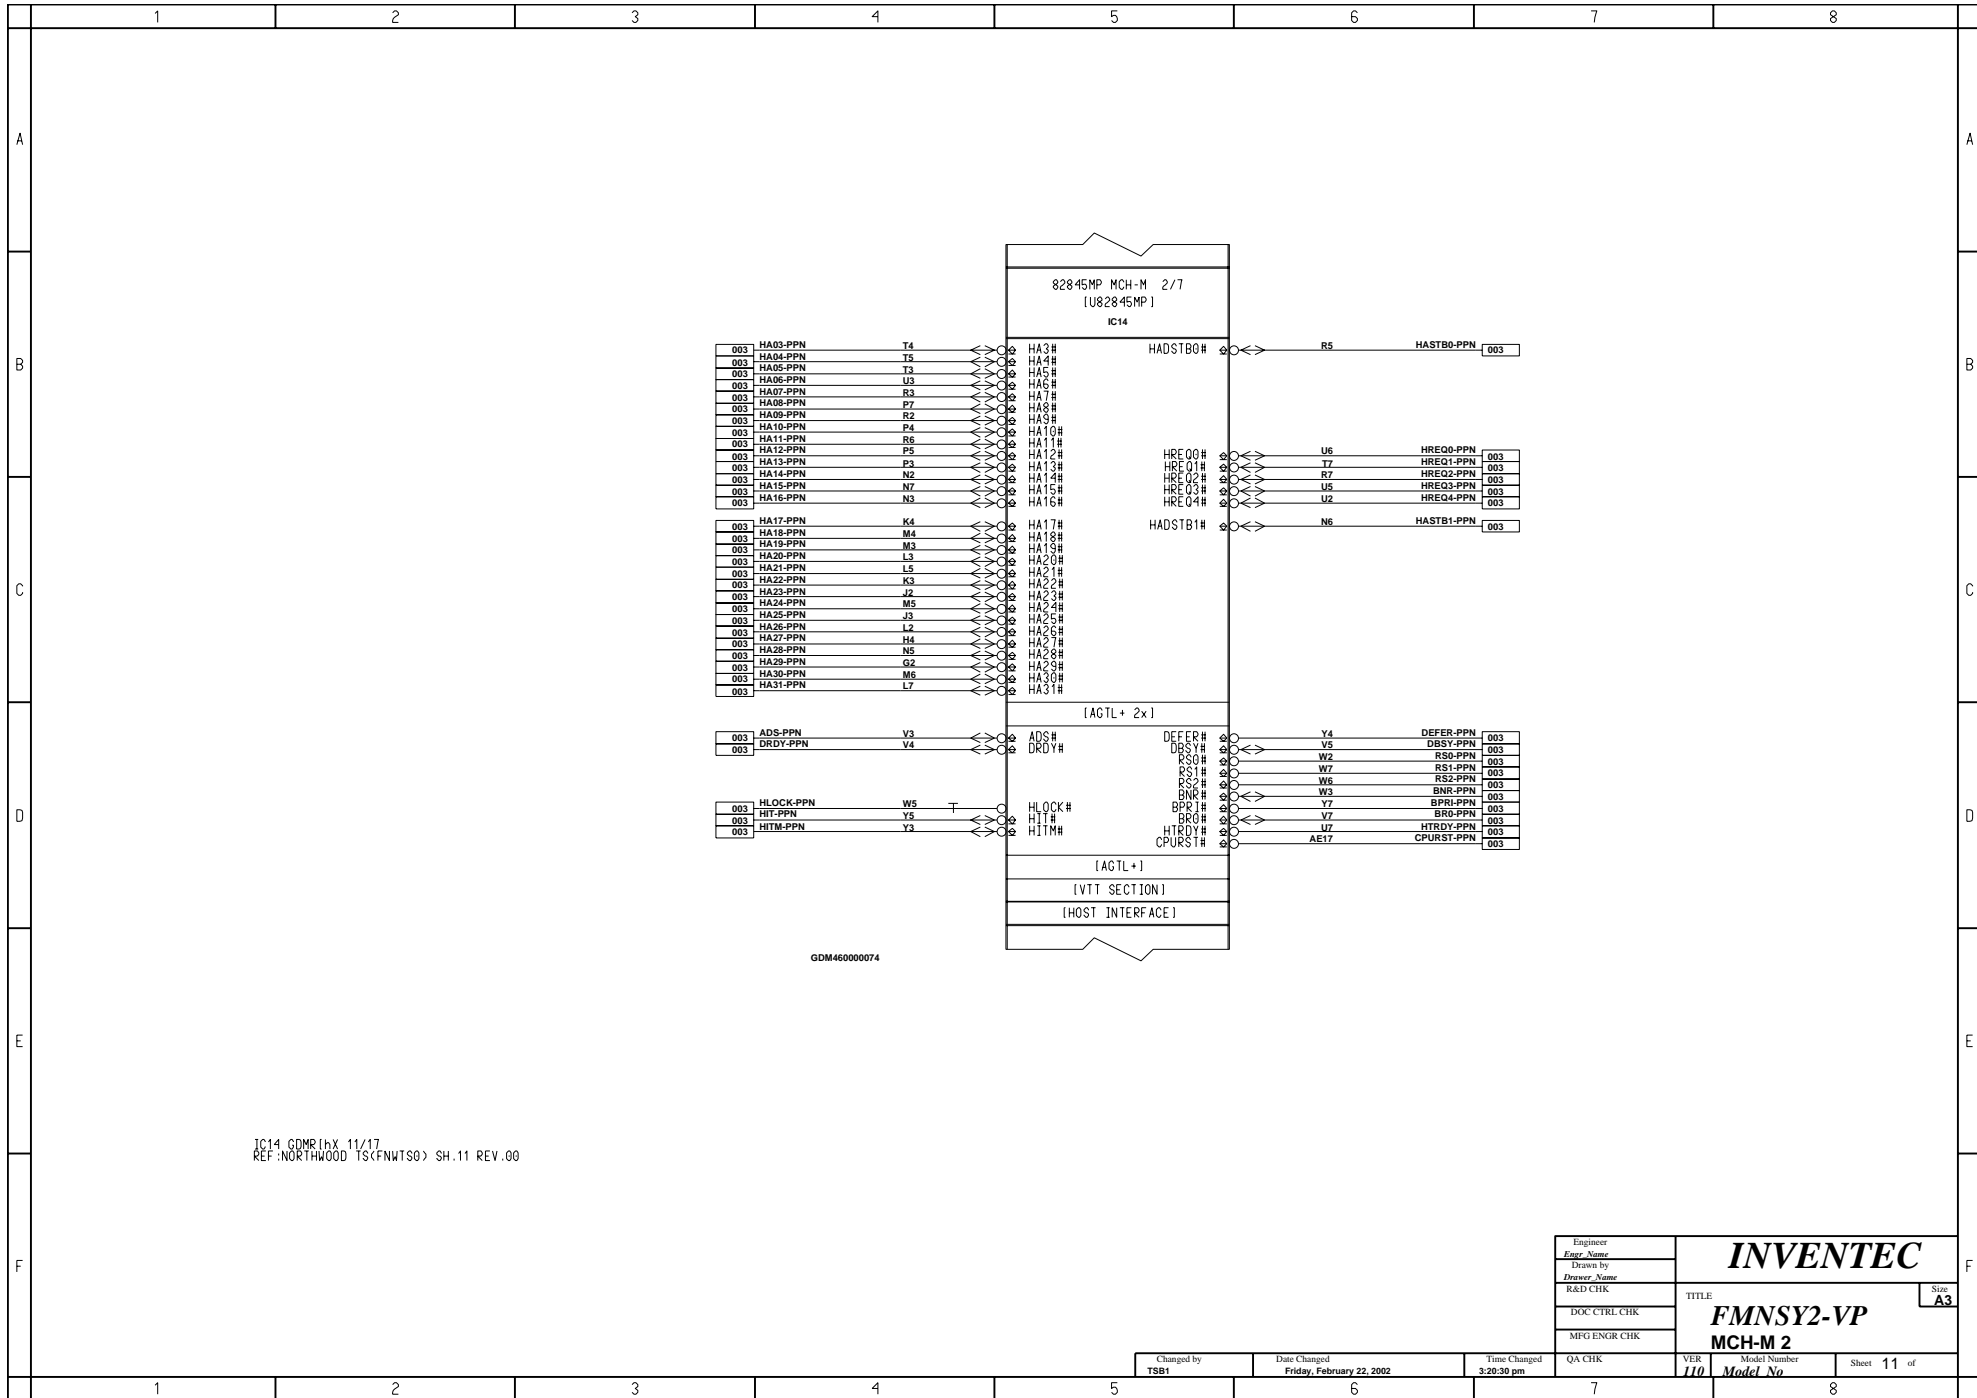 1 2 3 4 5 6 7 8
A A
82845MP MCH-M 2/7
[U82845MP]
IC14
003 HA03-PPN T4 HA3# HADSTB0# R5 HASTB0-PPN 003
003 HA04-PPN T5 HA4#
B B
003 HA05-PPN T3 HA5#
003 HA06-PPN U3 HA6#
003 HA07-PPN R3 HA7#
003 HA08-PPN P7 HA8#
003 HA09-PPN R2 HA9#
003 HA10-PPN P4 HA10#
003 HA11-PPN R6 HA11#
003 HA12-PPN P5 HA12# HREQ0# U6 HREQ0-PPN 003
003 HA13-PPN P3 HA13# HREQ1# T7 HREQ1-PPN 003
003 HA14-PPN N2 HA14# HREQ2# R7 HREQ2-PPN 003
003 HA15-PPN N7 HA15# HREQ3# U5 HREQ3-PPN 003
003 HA16-PPN N3 HA16# HREQ4# U2 HREQ4-PPN 003
003 HA17-PPN K4 HA17# HADSTB1# N6 HASTB1-PPN 003
003 HA18-PPN M4 HA18#
003 HA19-PPN M3 HA19#
003 HA20-PPN L3 HA20#
003 HA21-PPN L5 HA21#
003 HA22-PPN K3 HA22#
C C
003 HA23-PPN J2 HA23#
003 HA24-PPN M5 HA24#
003 HA25-PPN J3 HA25#
003 HA26-PPN L2 HA26#
003 HA27-PPN H4 HA27#
003 HA28-PPN N5 HA28#
003 HA29-PPN G2 HA29#
003 HA30-PPN M6 HA30#
003 HA31-PPN L7 HA31#
[AGTL+ 2x]
003 ADS-PPN V3 ADS# DEFER# Y4 DEFER-PPN 003
003 DRDY-PPN V4 DRDY# DBSY# V5 DBSY-PPN 003
RS0# W2 RS0-PPN 003
RS1# W7 RS1-PPN 003
RS2# W6 RS2-PPN 003
BNR# W3 BNR-PPN 003
003 HLOCK-PPN W5 HLOCK# BPRI# Y7 BPRI-PPN 003
D D
003 HIT-PPN Y5 HIT# BR0# V7 BR0-PPN 003
003 HITM-PPN Y3 HITM# HTRDY# U7 HTRDY-PPN 003
CPURST# AE17 CPURST-PPN 003
[AGTL+]
[VTT SECTION]
[HOST INTERFACE]
GDM460000074
E E
IC14 GDMR[hX 11/17
REF:NORTHWOOD TS(FNWTS0) SH.11 REV.00
F F
Engineer
Engr_Name
Drawn by
Drawer_Name
R&D CHK
DOC CTRL CHK
MFG ENGR CHK
QA CHK
INVENTEC
TITLE
FMNSY2-VP
MCH-M 2
Size
A3
Changed by
TSB1
Date Changed
Friday, February 22, 2002
Time Changed
3:20:30 pm
VER
110
Model Number
Model_No
Sheet 11 of
1 2 3 4 5 6 7 8